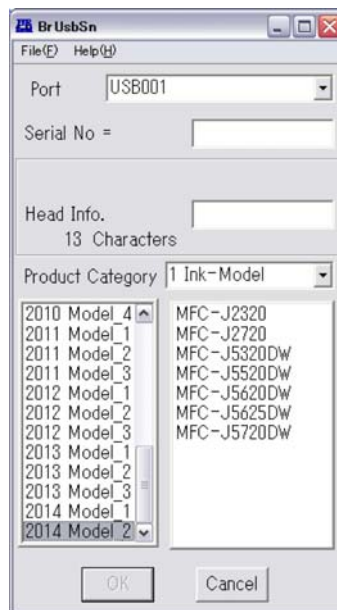 BrUsbSn
File(F) Help(H)
Port USB001
Serial No =
Head Info.
13 Characters
Product Category 1 Ink-Model
2010 Model_4
2011 Model_1
2011 Model_2
2011 Model_3
2012 Model_1
2012 Model_2
2012 Model_3
2013 Model_1
2013 Model_2
2013 Model_3
2014 Model_1
2014 Model_2
MFC-J2320
MFC-J2720
MFC-J5320DW
MFC-J5520DW
MFC-J5620DW
MFC-J5625DW
MFC-J5720DW
OK Cancel